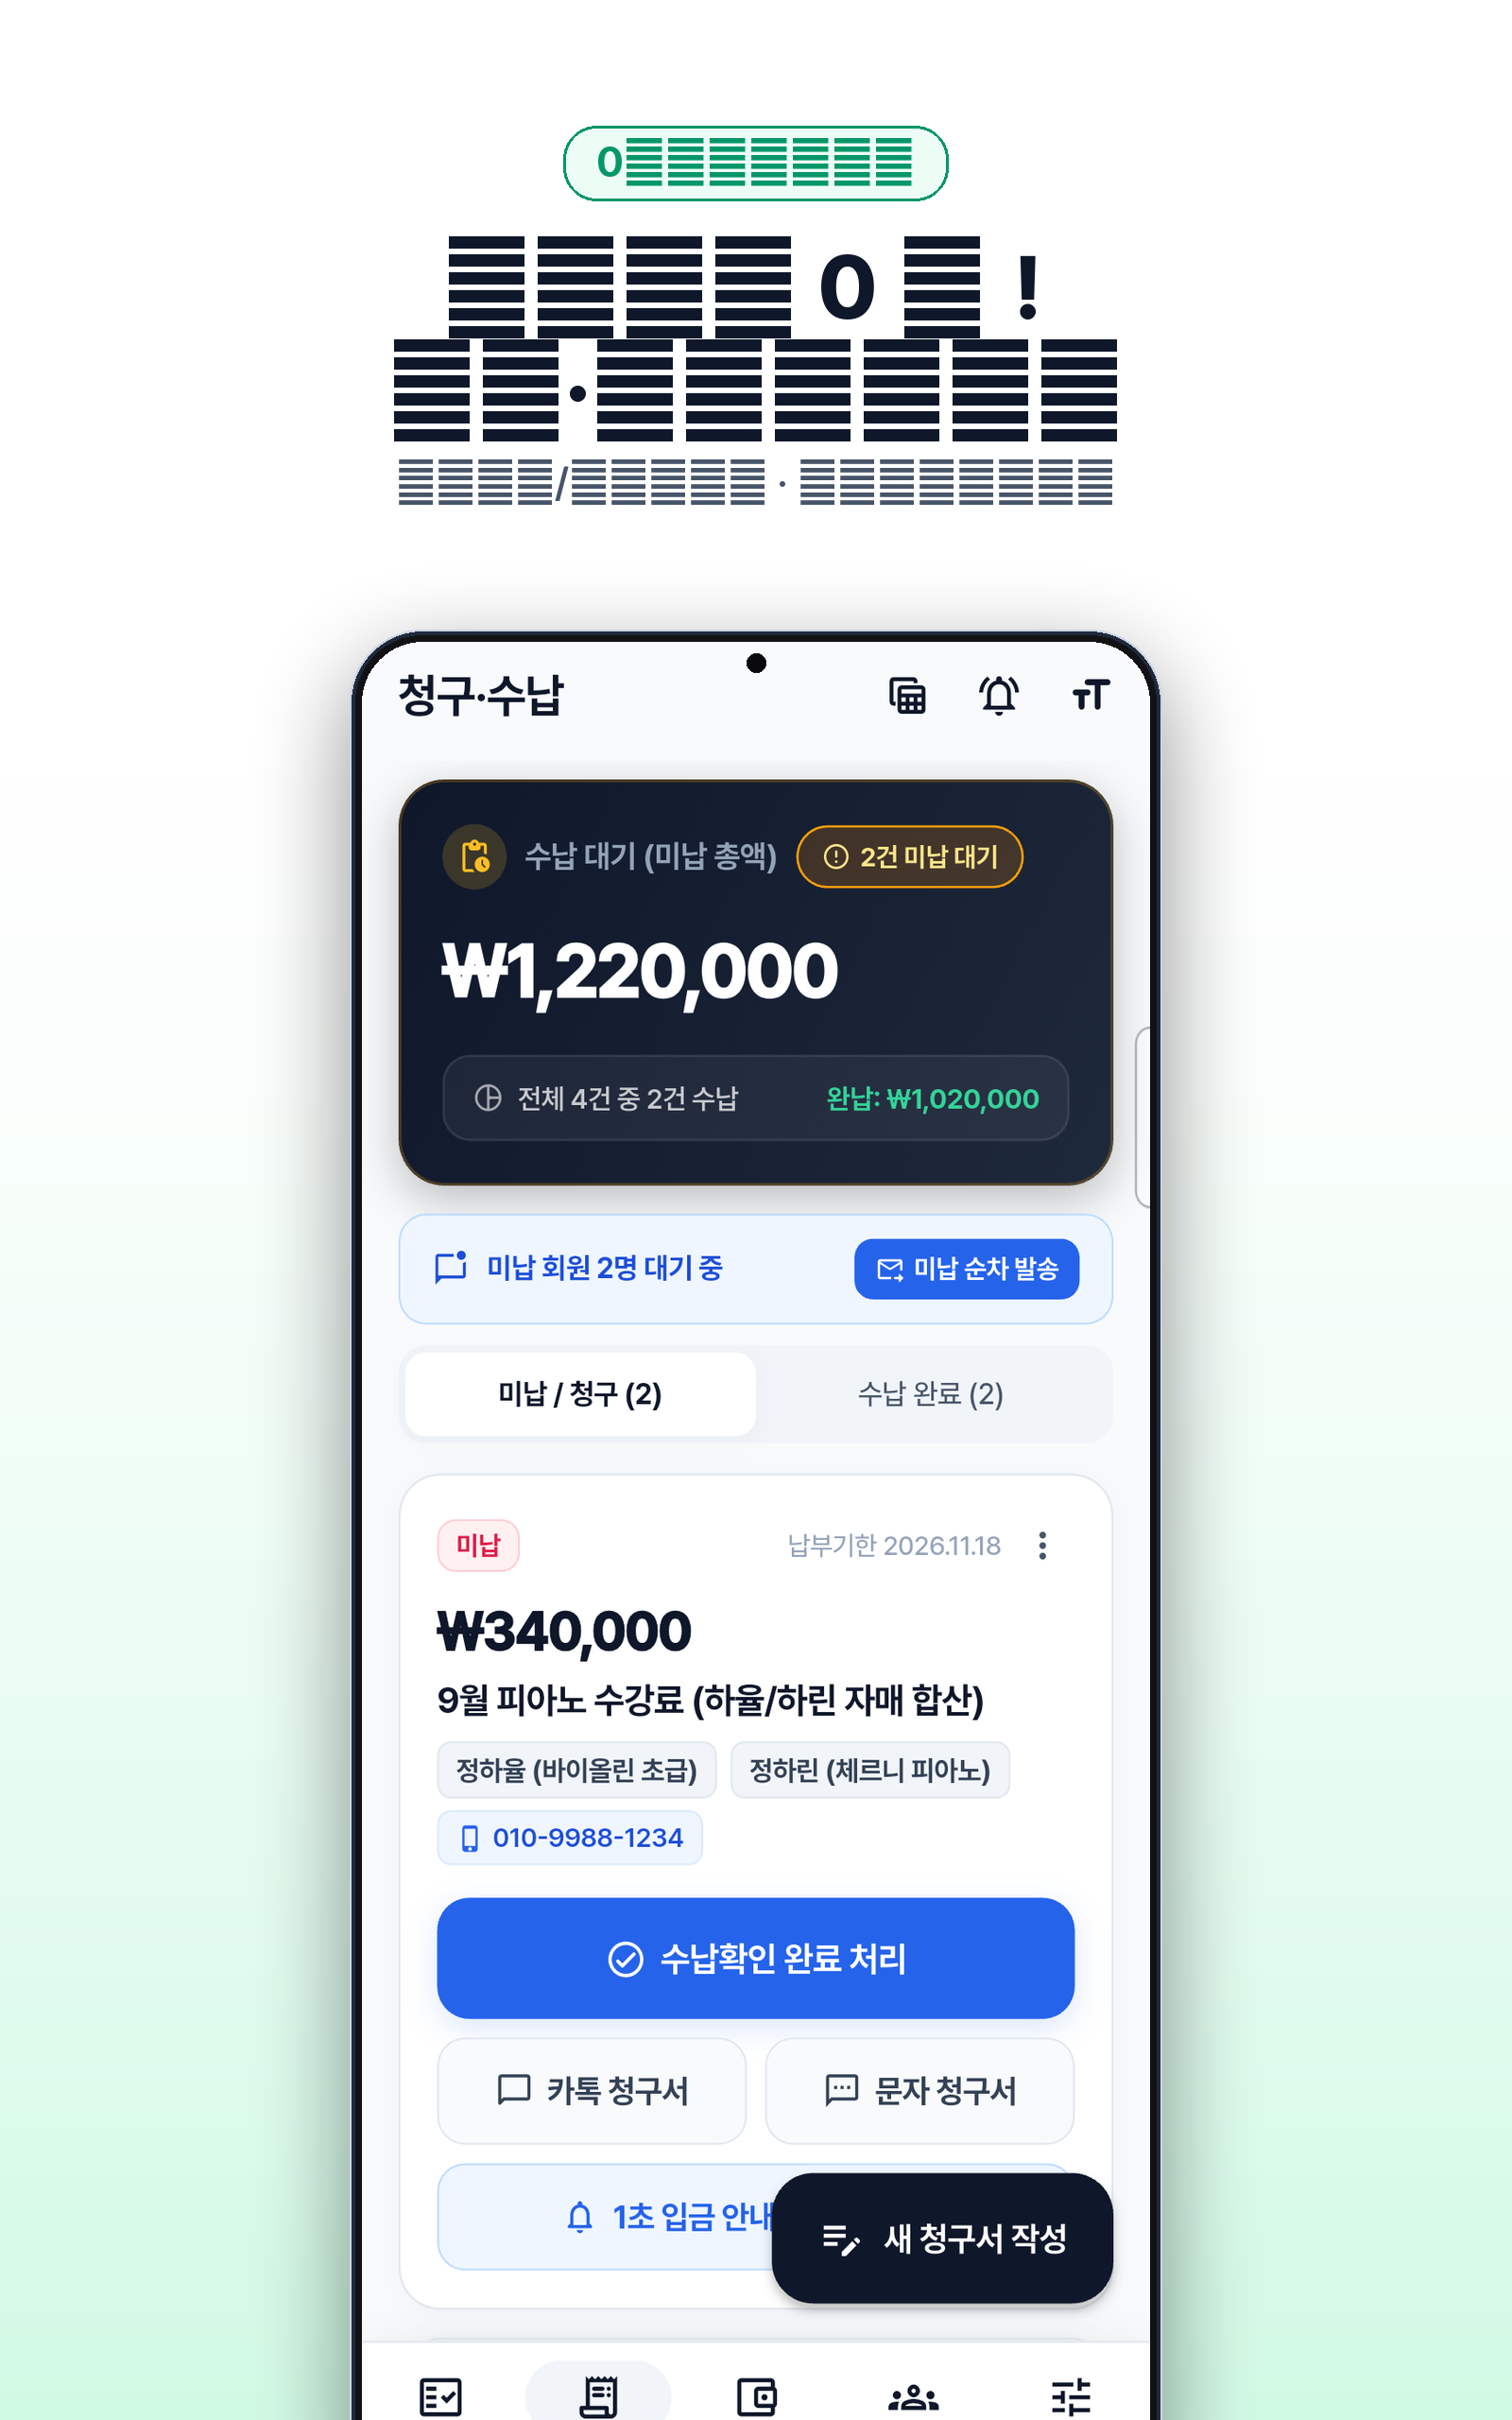 0
0 !
·
/ ·
청구·수납
수납 대기 (미납 총액)
2건 미납 대기
₩1,220,000
전체 4건 중 2건 수납
완납: ₩1,020,000
미납 회원 2명 대기 중
미납 순차 발송
미납 / 청구 (2)
수납 완료 (2)
미납
납부기한 2026.11.18
₩340,000
9월 피아노 수강료 (하율/하린 자매 합산)
정하율 (바이올린 초급)
정하린 (체르니 피아노)
010-9988-1234
수납확인 완료 처리
카톡 청구서
문자 청구서
1초 입금 안내
새 청구서 작성